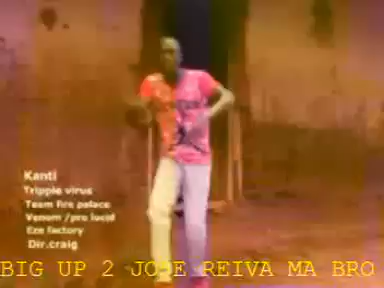 Kanti
Tripple virus
Team fire palace
Venom /pro lucid
Eze factory
Dir.craig
BIG UP 2 JO-E REIVA MA BRO